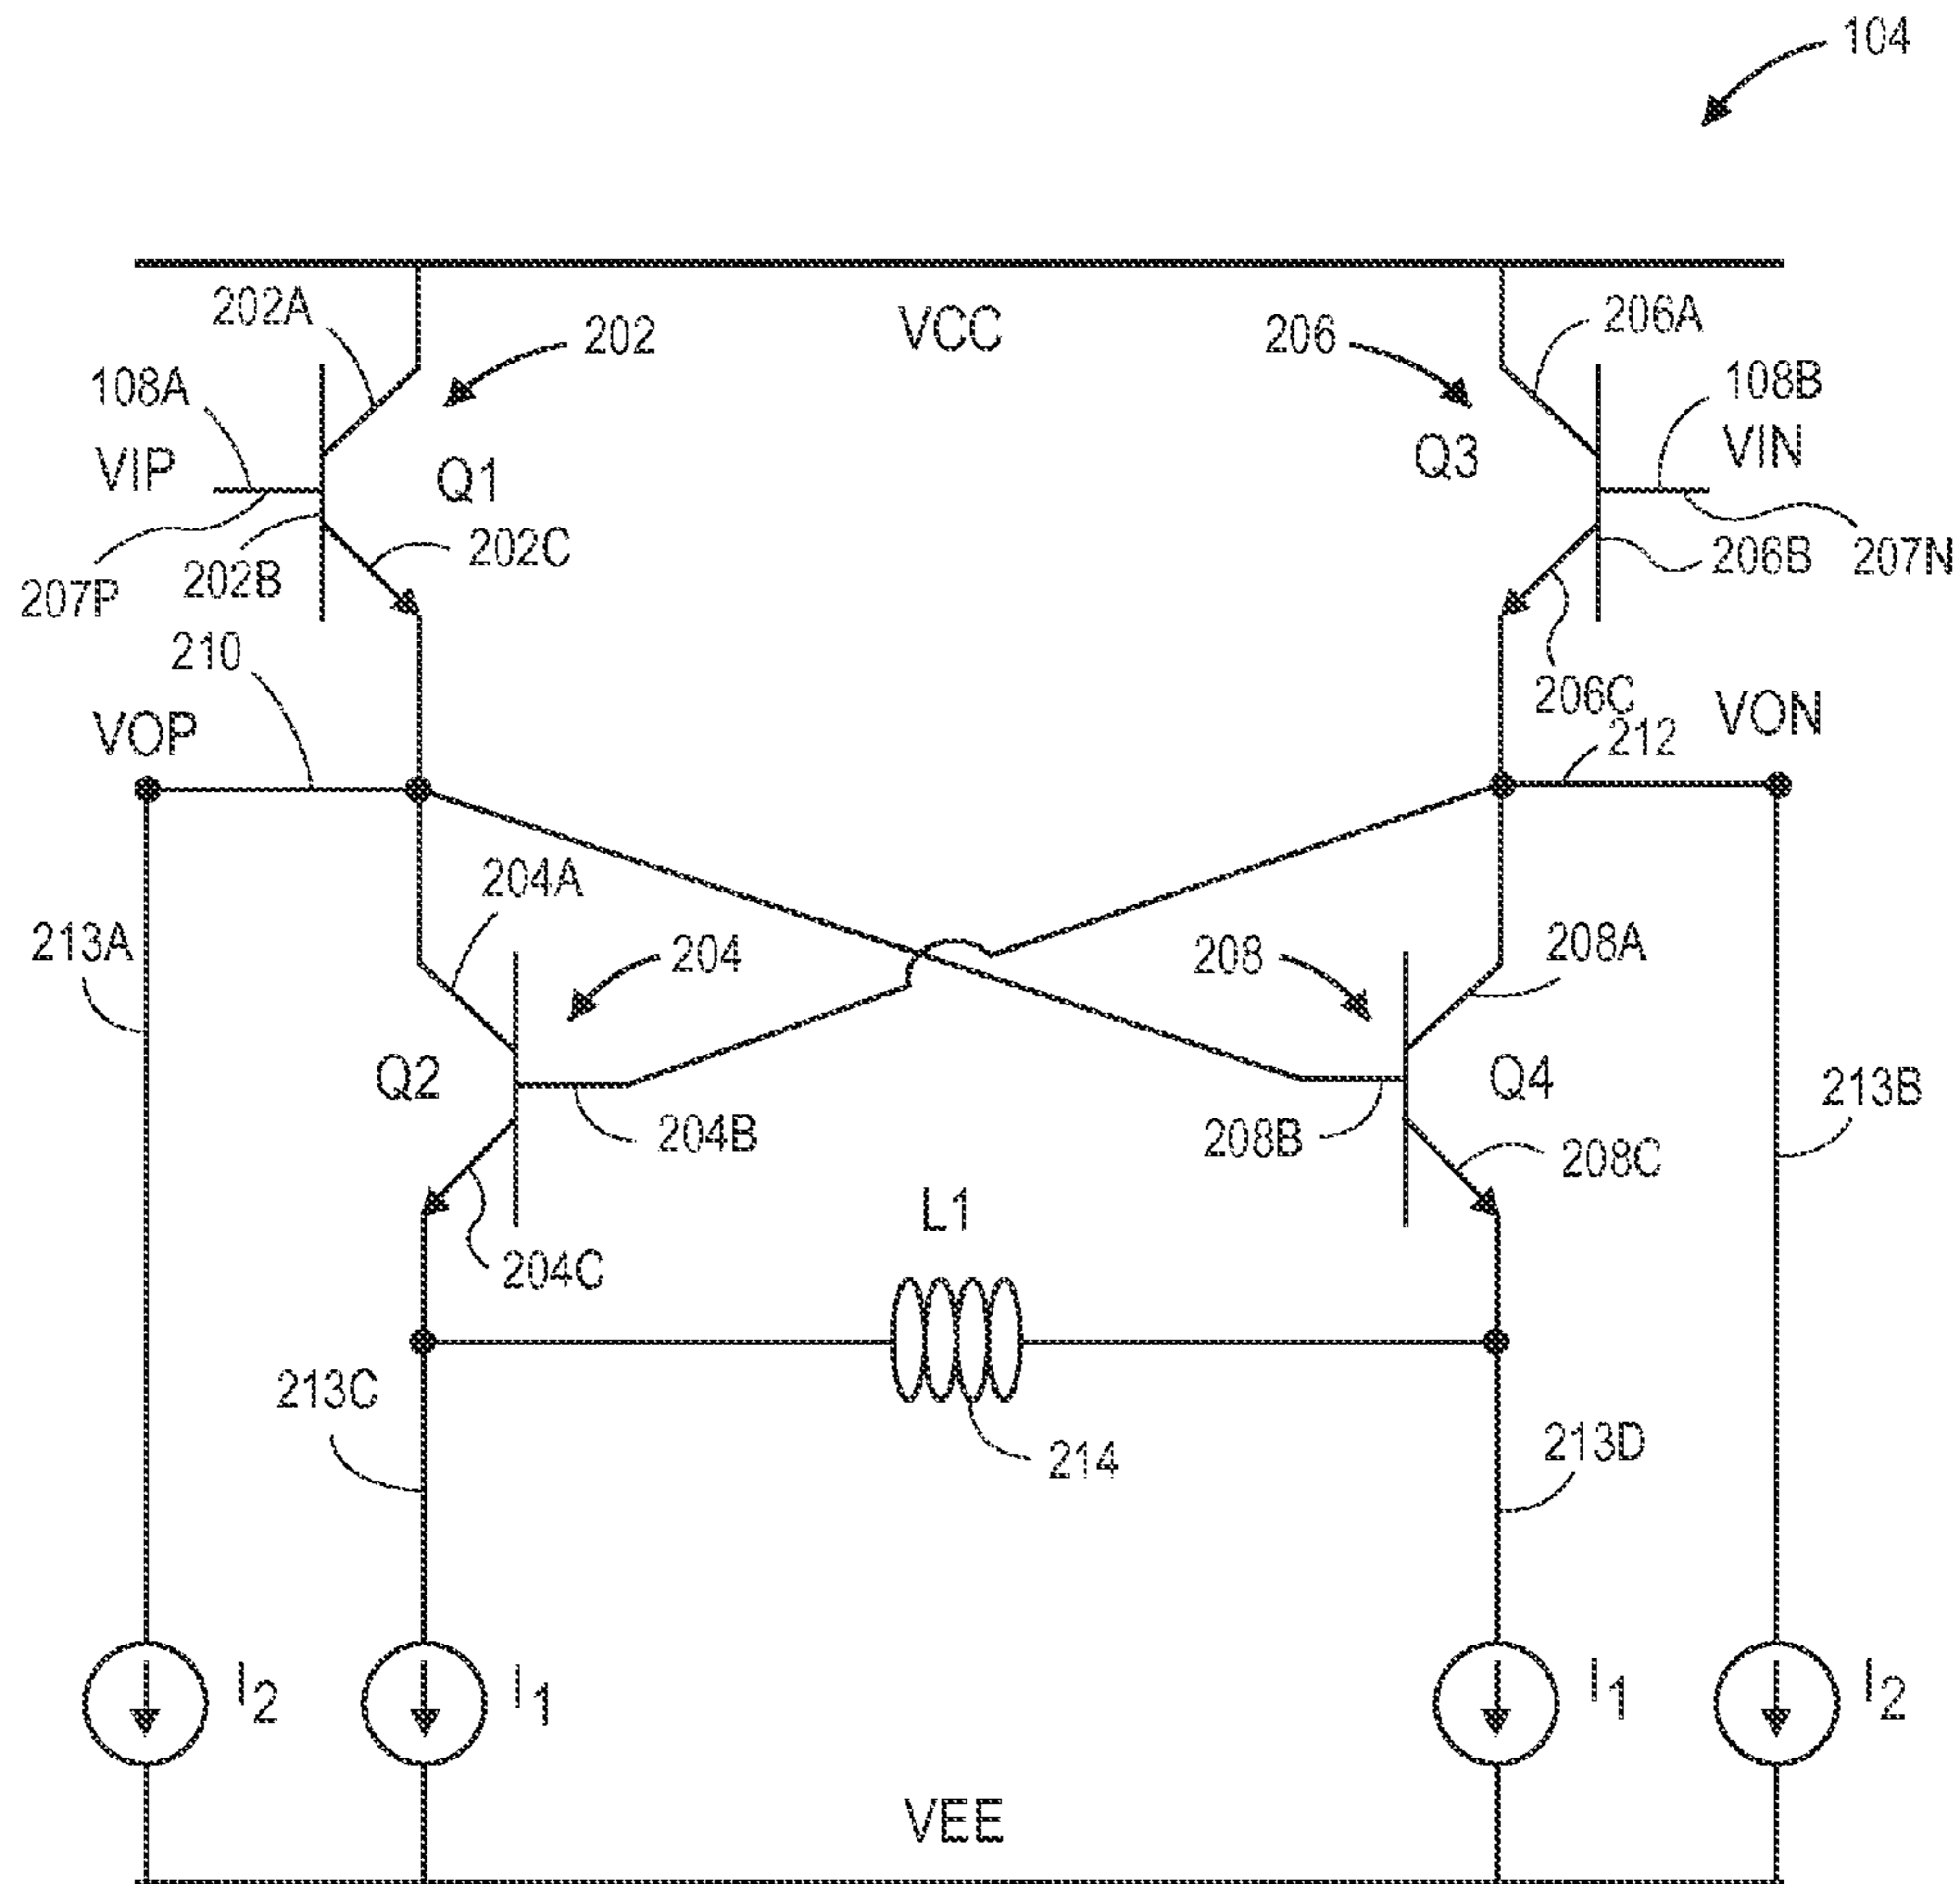 104
202A
202
VCC
206
206A
108A
108B
VIP
Q1
Q3
VIN
202C
207P
202B
206B
207N
210
206C
VOP
VON
212
204A
213A
204
208
208A
Q2
Q4
204B
208B
213B
208C
L1
204C
213C
214
213D
I2
I1
I1
I2
VEE